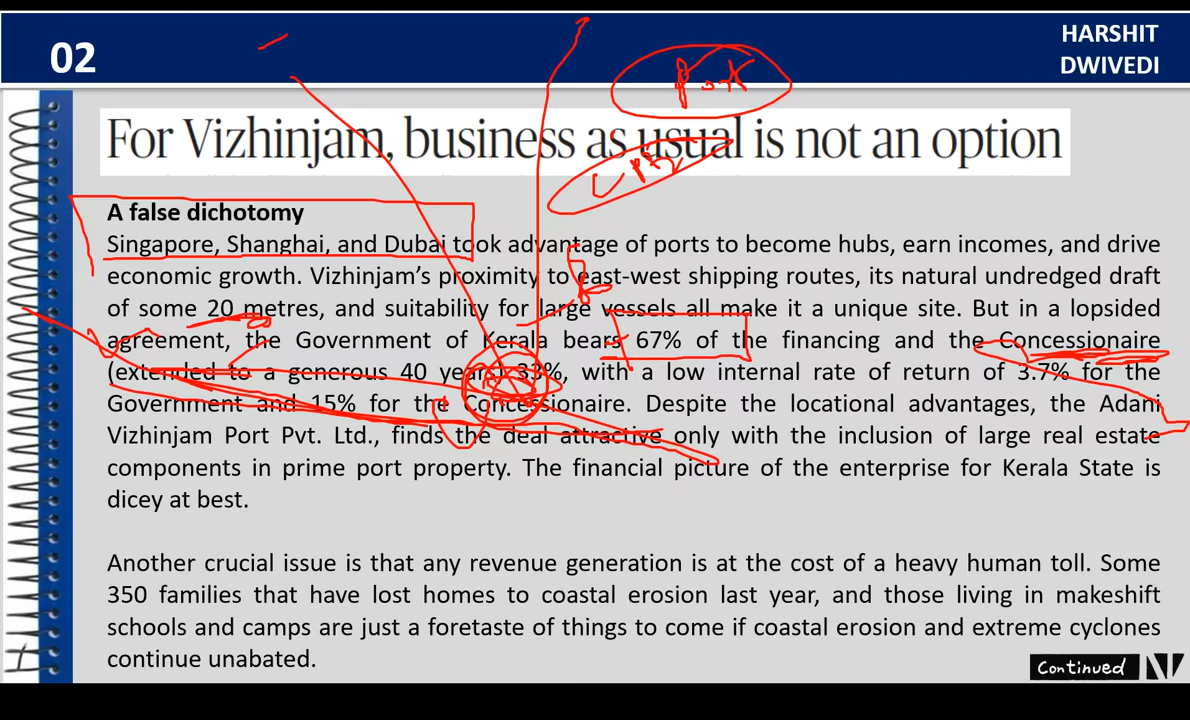 02
HARSHIT
DWIVEDI
Port
For Vizhinjam, business as usual is not an option
A false dichotomy
Singapore, Shanghai, and Dubai took advantage of ports to become hubs, earn incomes, and drive
economic growth. Vizhinjam's proximity to east-west shipping routes, its natural undredged draft
of some 20 metres, and suitability for large vessels all make it a unique site. But in a lopsided
agreement, the Government of Kerala bears 67% of the financing and the Concessionaire
(extended to a generous 40 years) 33%, with a low internal rate of return of 3.7% for the
Government and 15% for the Concessionaire. Despite the locational advantages, the Adani
Vizhinjam Port Pvt. Ltd., finds the deal attractive only with the inclusion of large real estate
components in prime port property. The financial picture of the enterprise for Kerala State is
dicey at best.
Another crucial issue is that any revenue generation is at the cost of a heavy human toll. Some
350 families that have lost homes to coastal erosion last year, and those living in makeshift
schools and camps are just a foretaste of things to come if coastal erosion and extreme cyclones
continue unabated.
Continued